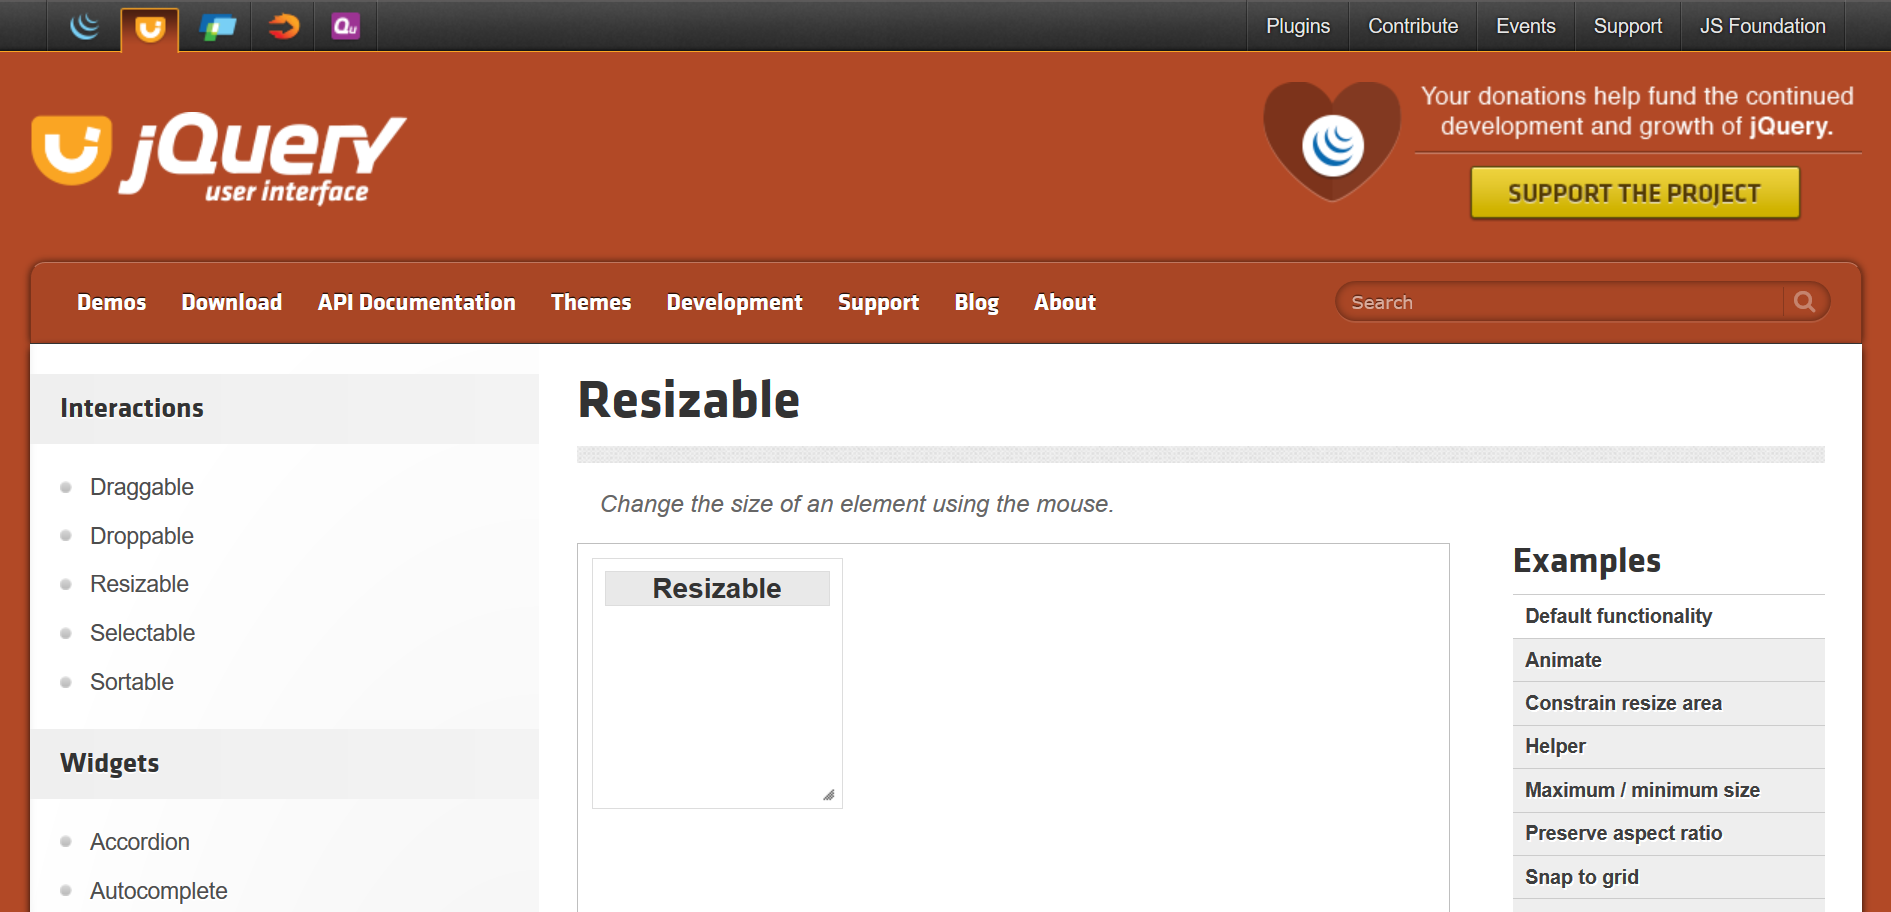 Qu
Plugins
Contribute
Events
Support
JS Foundation
jQuery
user interface
Your donations help fund the continued
development and growth of jQuery.
SUPPORT THE PROJECT
Demos
Download
API Documentation
Themes
Development
Support
Blog
About
Search
Interactions
Draggable
Droppable
Resizable
Selectable
Sortable
Widgets
Accordion
Autocomplete
Resizable
Change the size of an element using the mouse.
Resizable
Examples
Default functionality
Animate
Constrain resize area
Helper
Maximum / minimum size
Preserve aspect ratio
Snap to grid